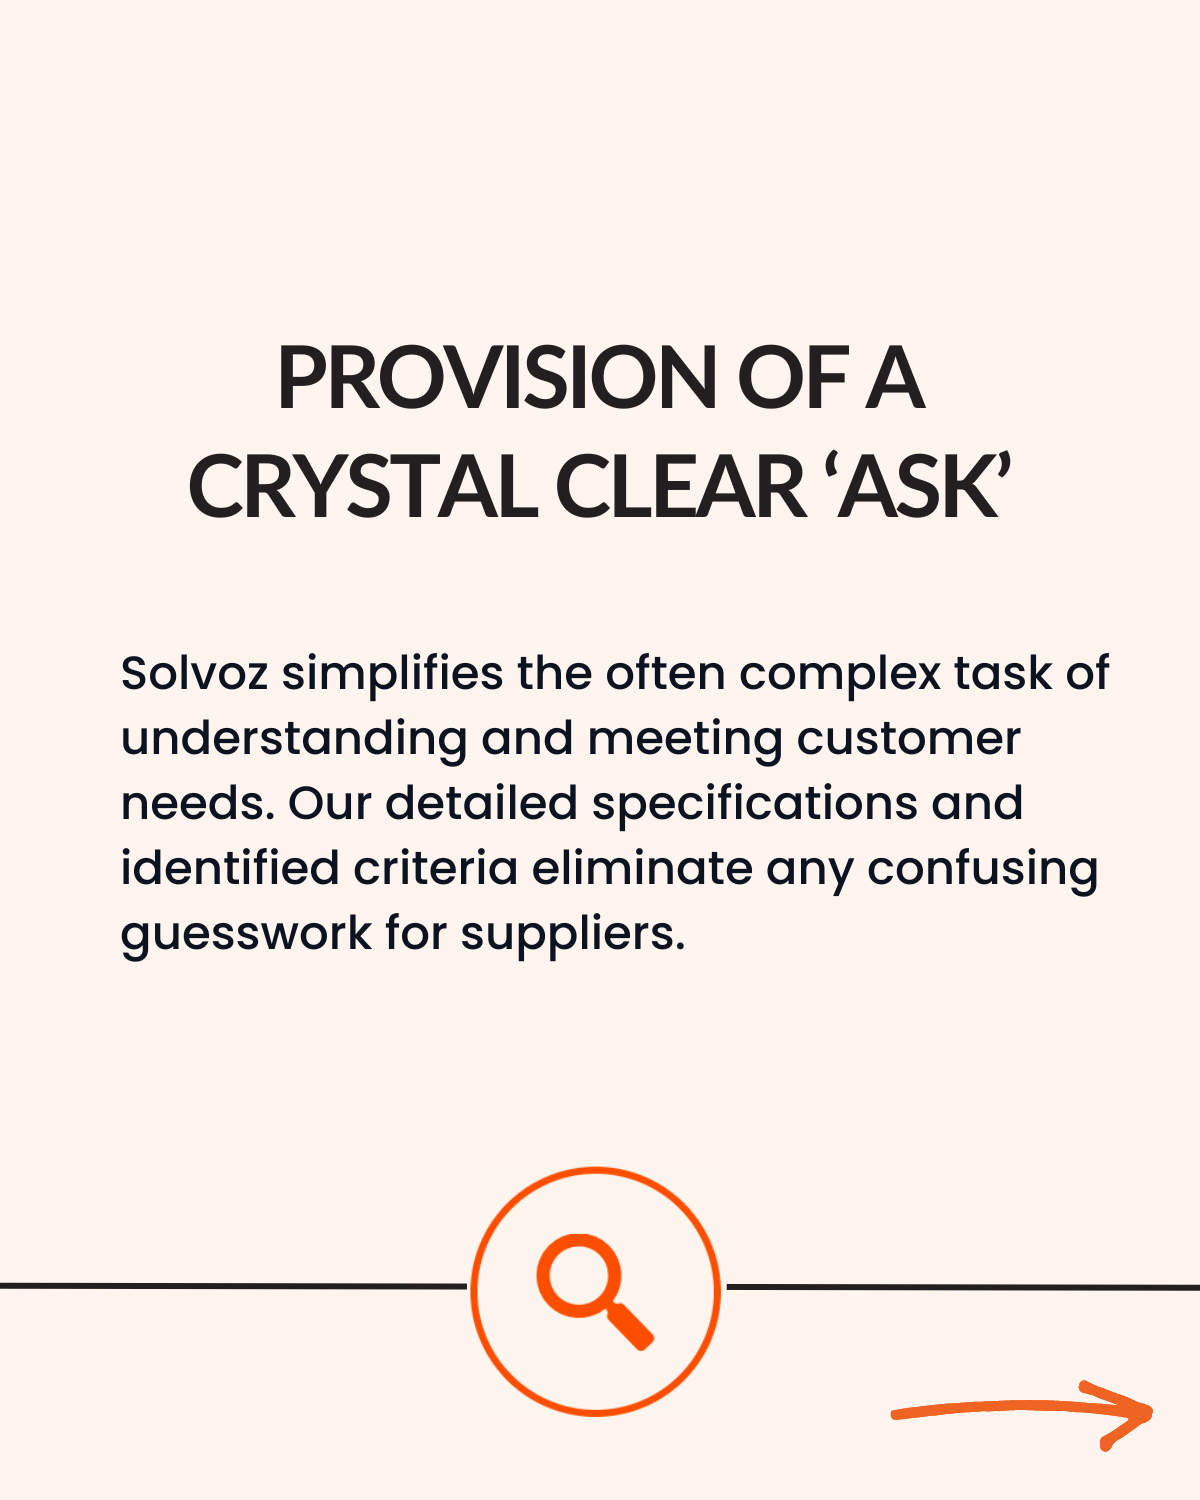 PROVISION OF A
CRYSTAL CLEAR ‘ASK’
Solvoz simplifies the often complex task of
understanding and meeting customer
needs. Our detailed specifications and
identified criteria eliminate any confusing
guesswork for suppliers.